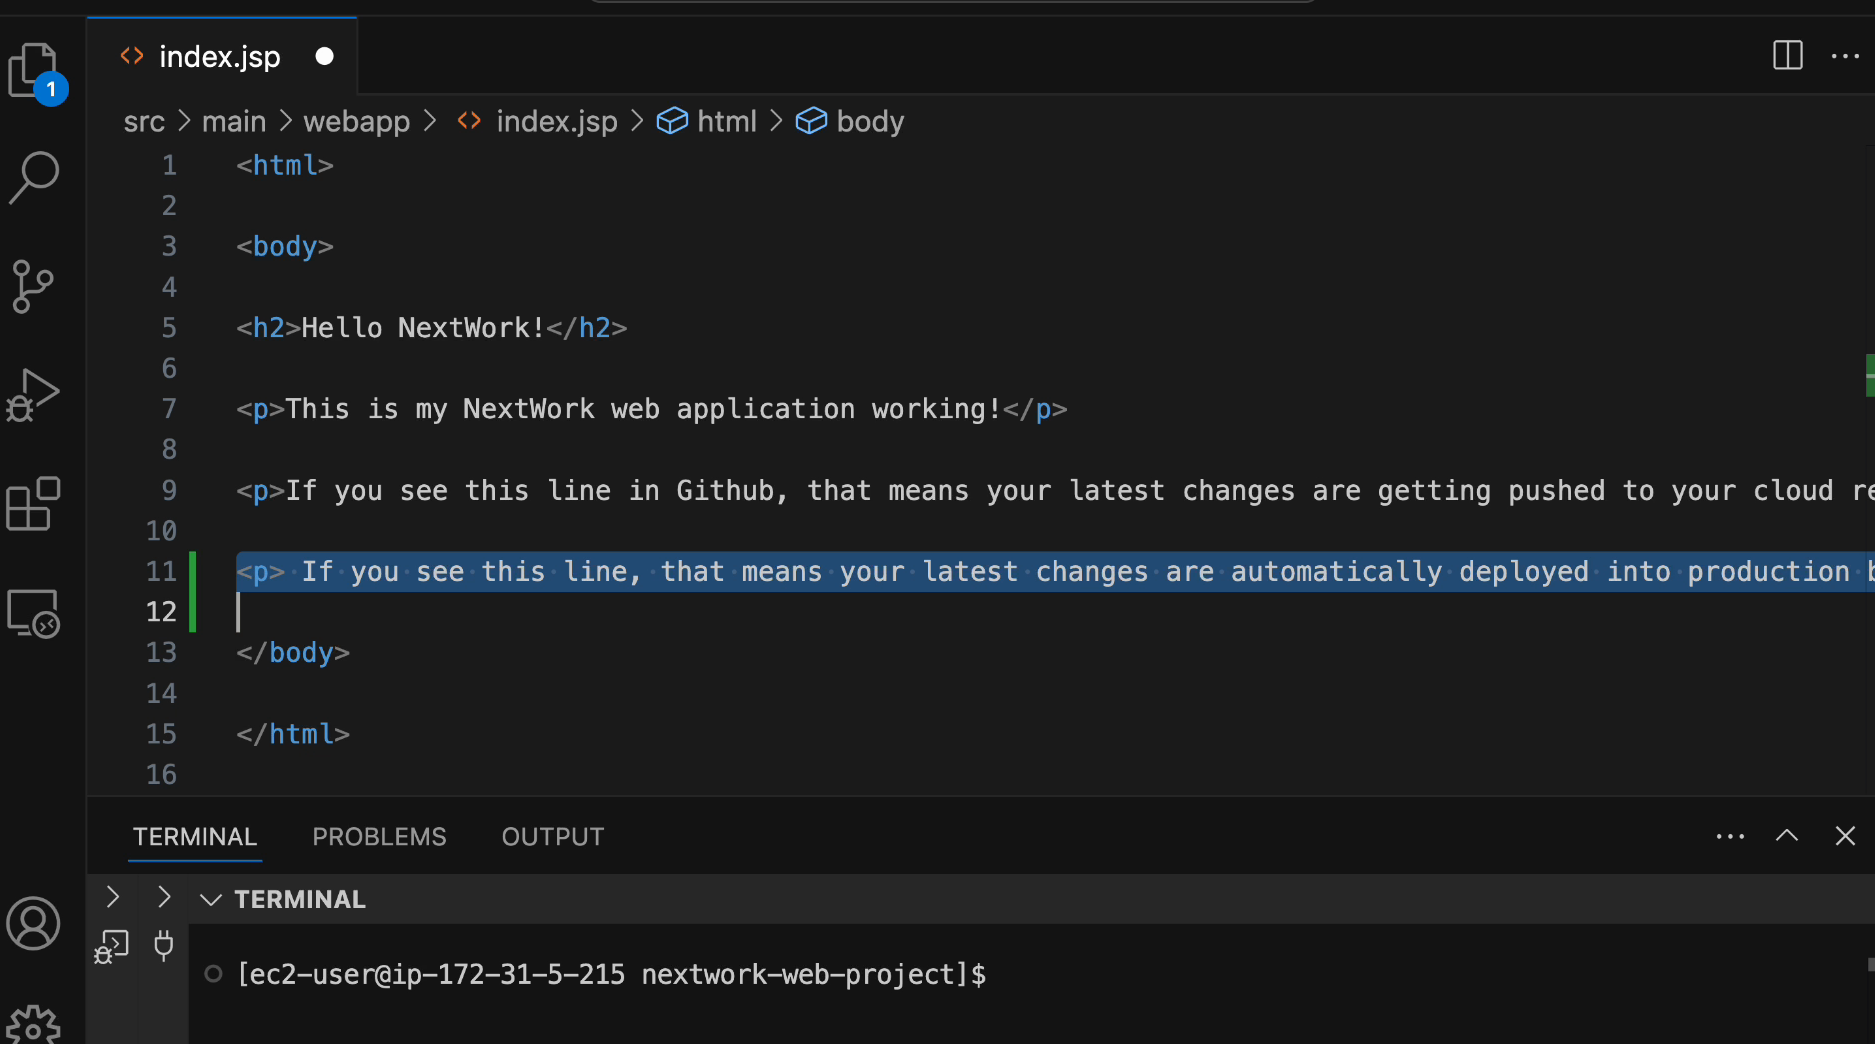 index.jsp
1
src > main > webapp > <> index.jsp > html > body
1 <html>
2
3 <body>
4
5 <h2>Hello NextWork!</h2>
6
7 <p>This is my NextWork web application working!</p>
8
9 <p>If you see this line in Github, that means your latest changes are getting pushed to your cloud re
10
11 <p> If you see this line, that means your latest changes are automatically deployed into production
12
13 </body>
14
15 </html>
16
TERMINAL PROBLEMS OUTPUT
TERMINAL
[ec2-user@ip-172-31-5-215 nextwork-web-project]$